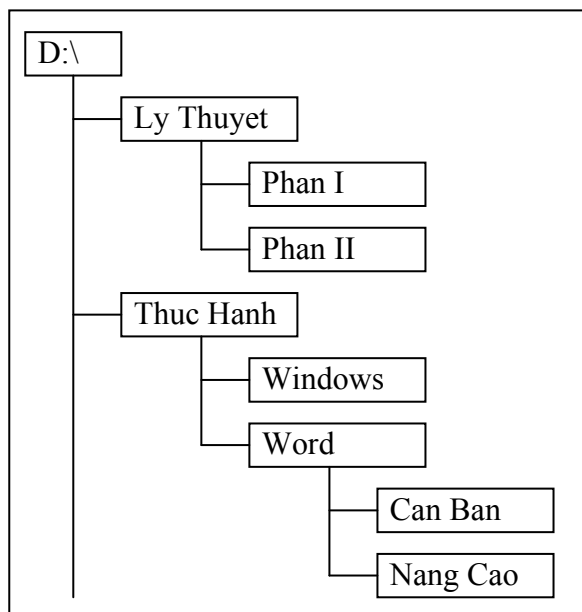 D:\
Ly Thuyet
Phan I
Phan II
Thuc Hanh
Windows
Word
Can Ban
Nang Cao